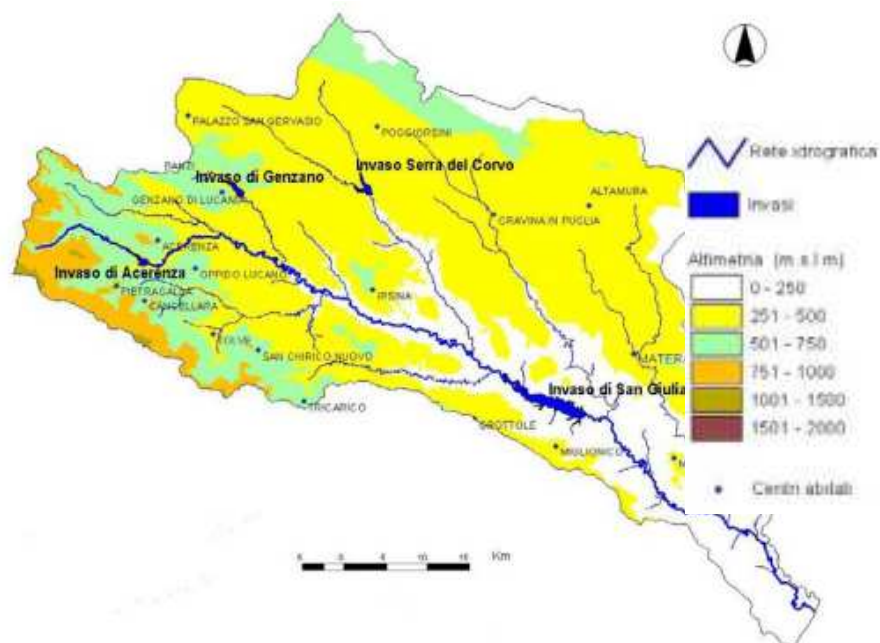 PALAZZO SAN GERVASIO
POGGIORSINI
BANZI
Invaso di Genzano
Invaso Serra del Corvo
GENZANO DI LUCANIA
ALTAMURA
GRAVINA IN PUGLIA
ACERENZA
Invaso di Acerenza
OPPIDO LUCANO
PIETRAGALLA
CANCELLARA
IRSINA
TOLVE
SAN CHIRICO NUOVO
MATERA
TRICARICO
Invaso di San Giulia
GROTTOLE
MIGLIONICO
M
Rete idrografica
Invasi
Altimetria (m s l m)
0 - 250
251 - 500
501 - 750
751 - 1000
1001 - 1500
1501 - 2000
Centri abitati
Km